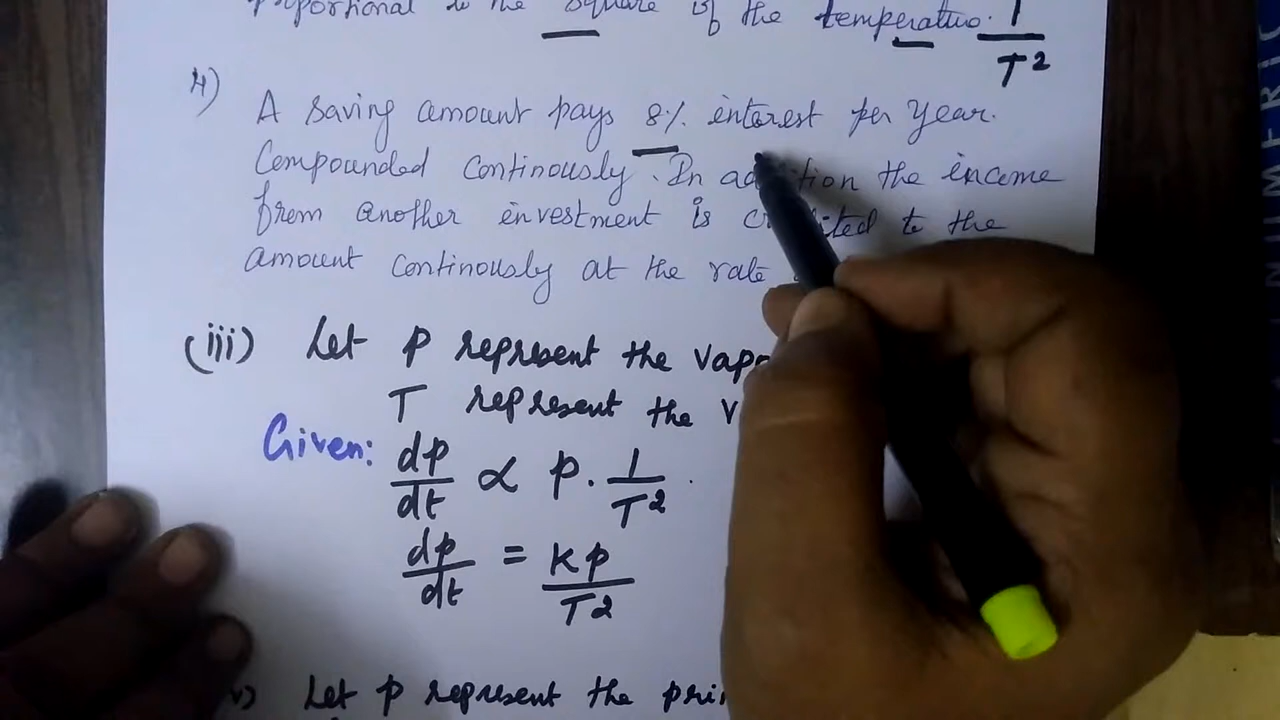 proportional to the square of the temperatuo. 1/T²
4) A saving amount pays 8% interest per year.
Compounded continously. In addition the income
from another investment is credited to the
amount continously at the rate
(iii) Let P represent the vapo
T represent the V
Given: dp/dt ∝ p. 1/T².
dp/dt = Kp/T²
Let p represent the pri
NUMERIC